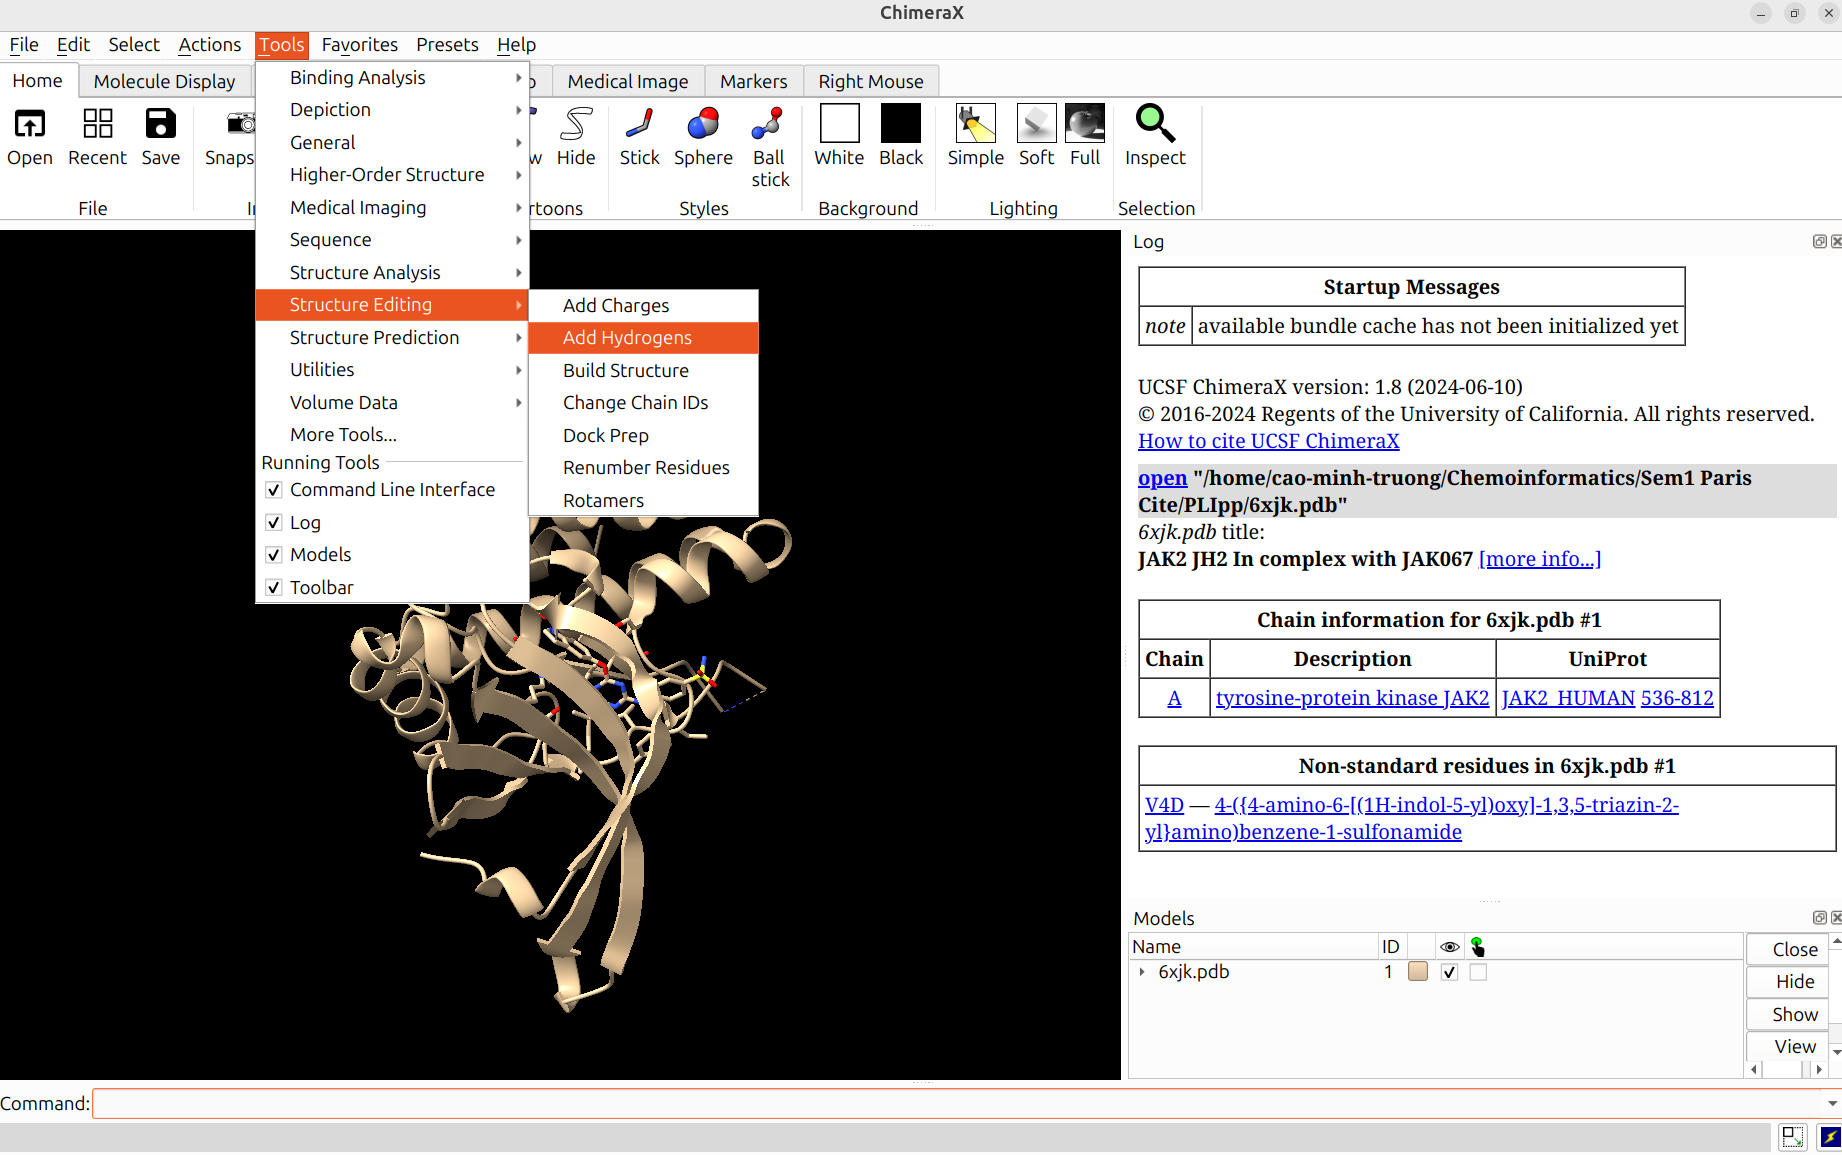 ChimeraX
File Edit Select Actions Tools Favorites Presets Help
Home Molecule Display Medical Image Markers Right Mouse
Open Recent Save Snaps Hide Stick Sphere Ball stick White Black Simple Soft Full Inspect
File toons Styles Background Lighting Selection
Binding Analysis
Depiction
General
Higher-Order Structure
Medical Imaging
Sequence
Structure Analysis
Structure Editing
Structure Prediction
Utilities
Volume Data
More Tools...
Running Tools
Command Line Interface
Log
Models
Toolbar
Add Charges
Add Hydrogens
Build Structure
Change Chain IDs
Dock Prep
Renumber Residues
Rotamers
Log
Startup Messages
note available bundle cache has not been initialized yet
UCSF ChimeraX version: 1.8 (2024-06-10)
© 2016-2024 Regents of the University of California. All rights reserved.
How to cite UCSF ChimeraX
open "/home/cao-minh-truong/Chemoinformatics/Sem1 Paris
Cite/PLIpp/6xjk.pdb"
6xjk.pdb title:
JAK2 JH2 In complex with JAK067 [more info...]
Chain information for 6xjk.pdb #1
Chain Description UniProt
A tyrosine-protein kinase JAK2 JAK2_HUMAN 536-812
Non-standard residues in 6xjk.pdb #1
V4D — 4-({4-amino-6-[(1H-indol-5-yl)oxy]-1,3,5-triazin-2-
yl}amino)benzene-1-sulfonamide
Models
Name ID
6xjk.pdb 1
Close
Hide
Show
View
Command: